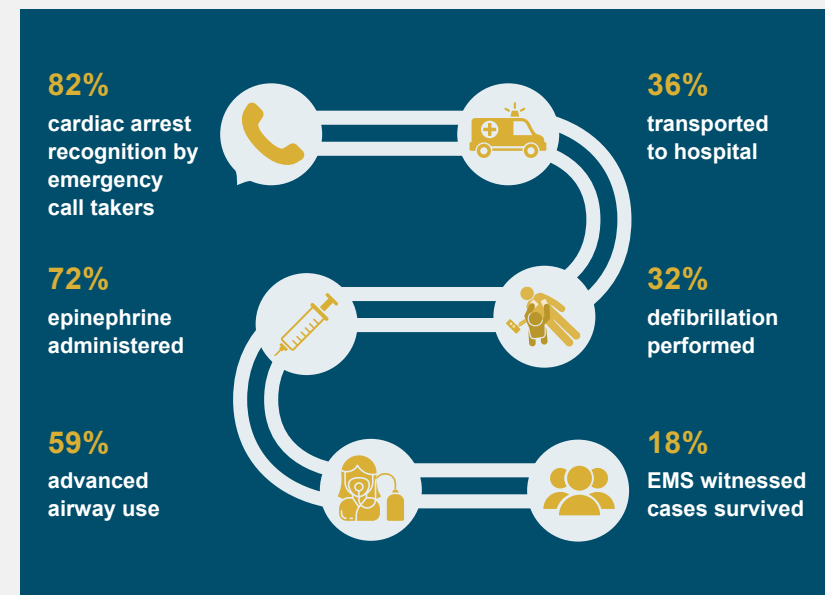 82%
cardiac arrest
recognition by
emergency
call takers
36%
transported
to hospital
72%
epinephrine
administered
32%
defibrillation
performed
59%
advanced
airway use
18%
EMS witnessed
cases survived